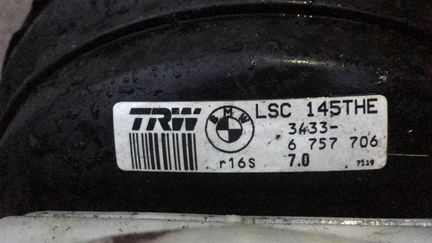 TRW
BMW
LSC 145THE
3433-
6 757 706
r16S 7.0 7119